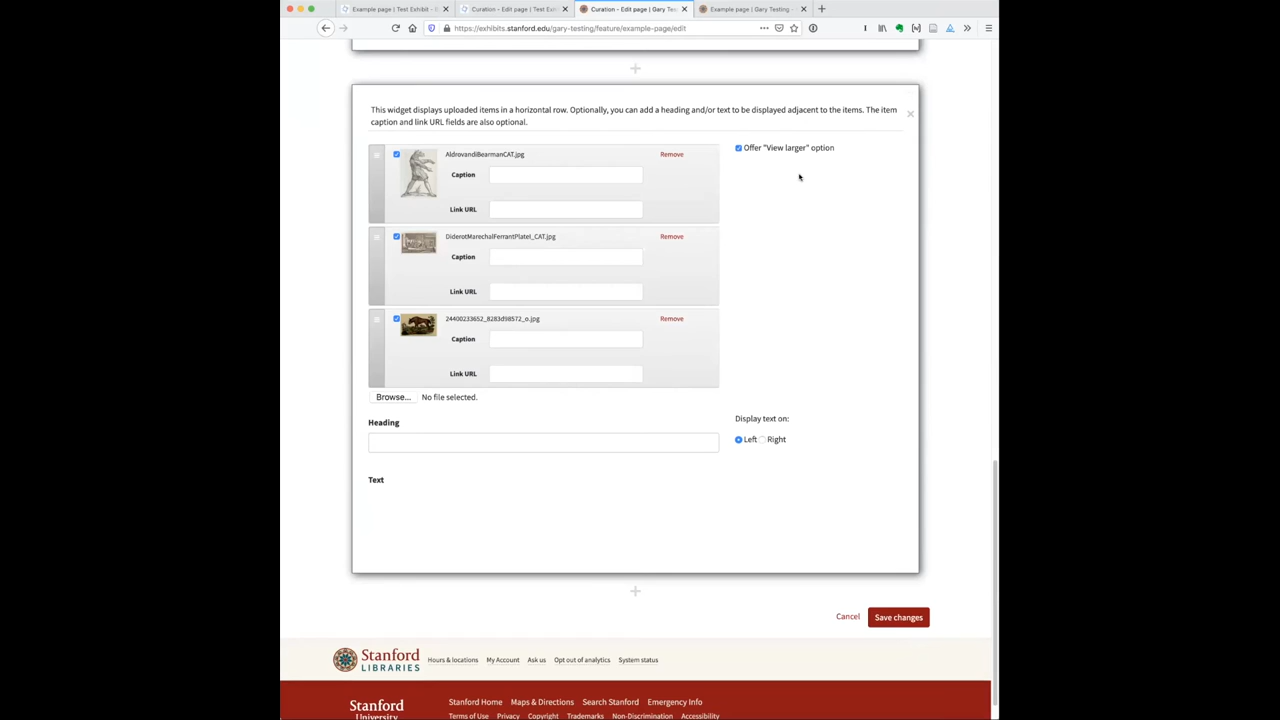 Example page | Test Exhibit - S
Curation - Edit page | Test Exh
Curation - Edit page | Gary Tes
Example page | Gary Testing -
https://exhibits.stanford.edu/gary-testing/feature/example-page/edit
This widget displays uploaded items in a horizontal row. Optionally, you can add a heading and/or text to be displayed adjacent to the items. The item
caption and link URL fields are also optional.
AldrovandiBearmanCAT.jpg
Remove
Offer "View larger" option
Caption
Link URL
DiderotMarechalFerrantPlateI_CAT.jpg
Remove
Caption
Link URL
24400233652_8283d98572_o.jpg
Remove
Caption
Link URL
Browse... No file selected.
Heading
Display text on:
Left Right
Text
Cancel Save changes
Stanford
LIBRARIES
Hours & locations My Account Ask us Opt out of analytics System status
Stanford
University
Stanford Home Maps & Directions Search Stanford Emergency Info
Terms of Use Privacy Copyright Trademarks Non-Discrimination Accessibility